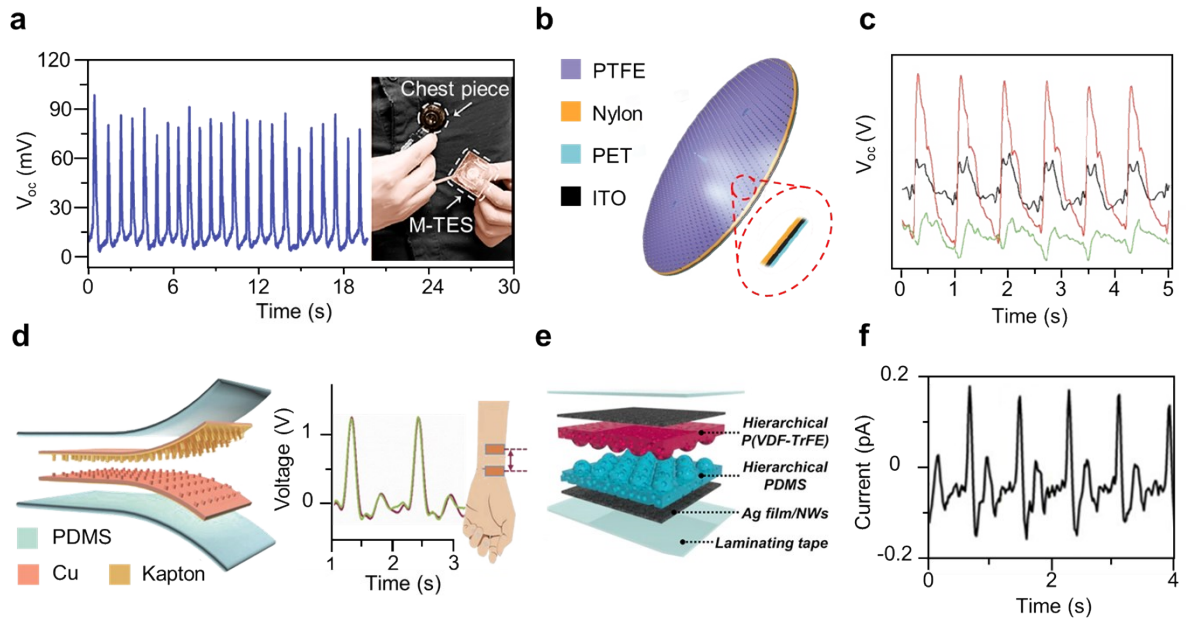 a
120
90
60
30
0
V_oc (mV)
0 6 12 18 24 30
Time (s)
Chest piece
M-TES
b
PTFE
Nylon
PET
ITO
c
V_oc (V)
0 1 2 3 4 5
Time (s)
d
PDMS
Cu
Kapton
Voltage (V)
1
0
1 2 3
Time (s)
e
Hierarchical
P(VDF-TrFE)
Hierarchical
PDMS
Ag film/NWs
Laminating tape
f
Current (pA)
0.2
0
-0.2
0 2 4
Time (s)